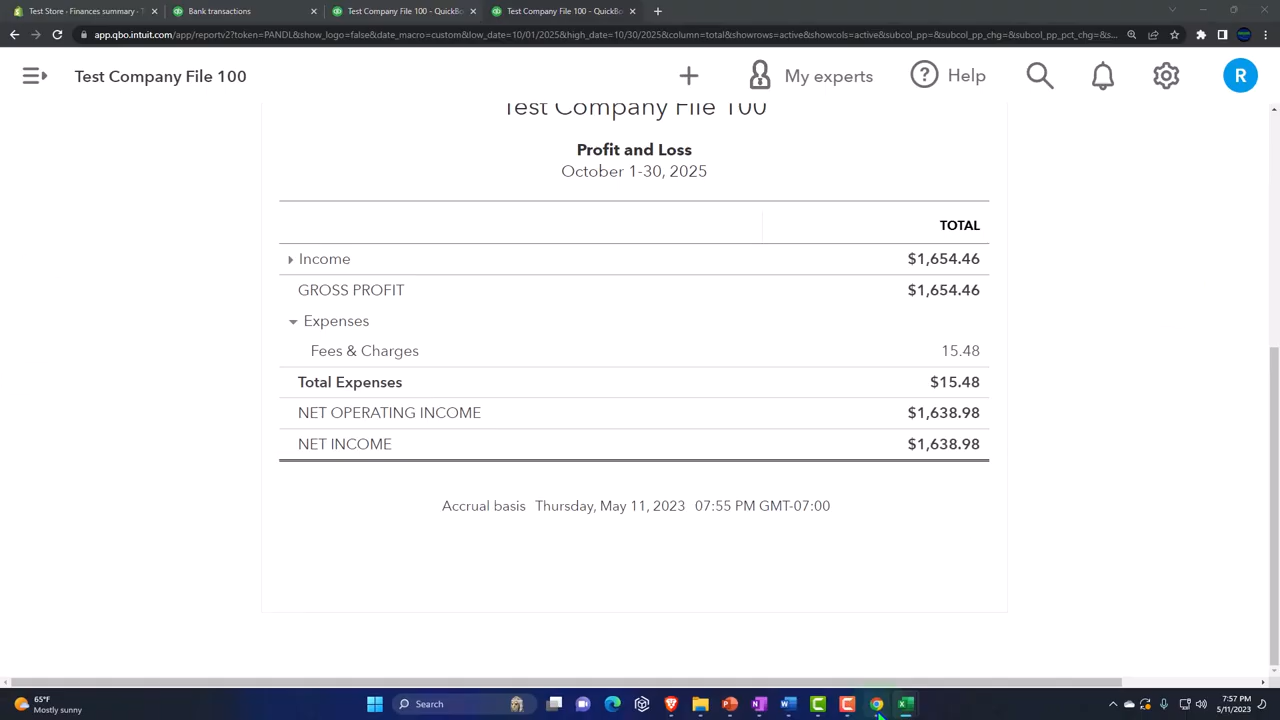 Test Store - Finances summary ×
Bank transactions ×
Test Company File 100 - QuickBo ×
Test Company File 100 - QuickBo ×
app.qbo.intuit.com/app/reportv2?token=PANDL&show_logo=false&date_macro=custom&low_date=10/01/2025&high_date=10/30/2025&column=total&showrows=active&showcols=active&subcol_pp=&subcol_pp_chg=&subcol_pp_pct_chg=&s...
Test Company File 100
My experts
Help
R
Test Company File 100
Profit and Loss
October 1-30, 2025
TOTAL
Income $1,654.46
GROSS PROFIT $1,654.46
Expenses
Fees & Charges 15.48
Total Expenses $15.48
NET OPERATING INCOME $1,638.98
NET INCOME $1,638.98
Accrual basis Thursday, May 11, 2023 07:55 PM GMT-07:00
65°F
Mostly sunny
Search
7:57 PM
5/11/2023